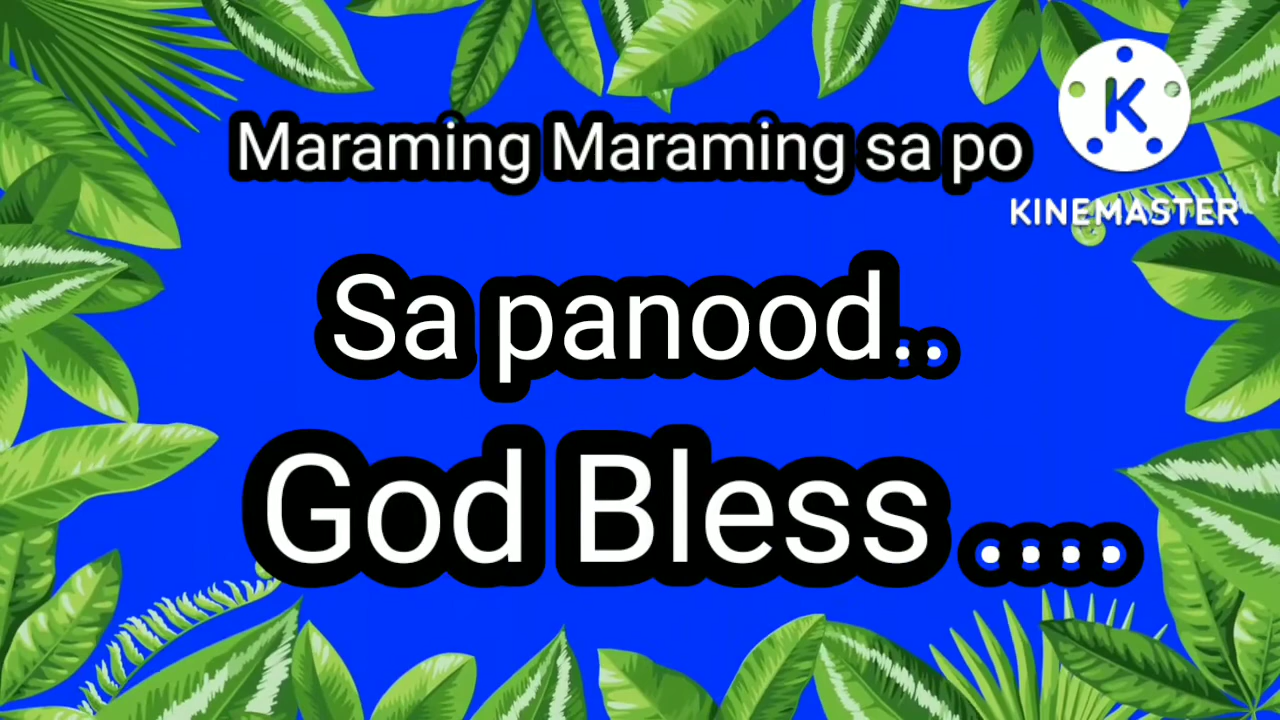 Maraming Maraming sa po
K
KINEMASTER
Sa panood..
God Bless ....